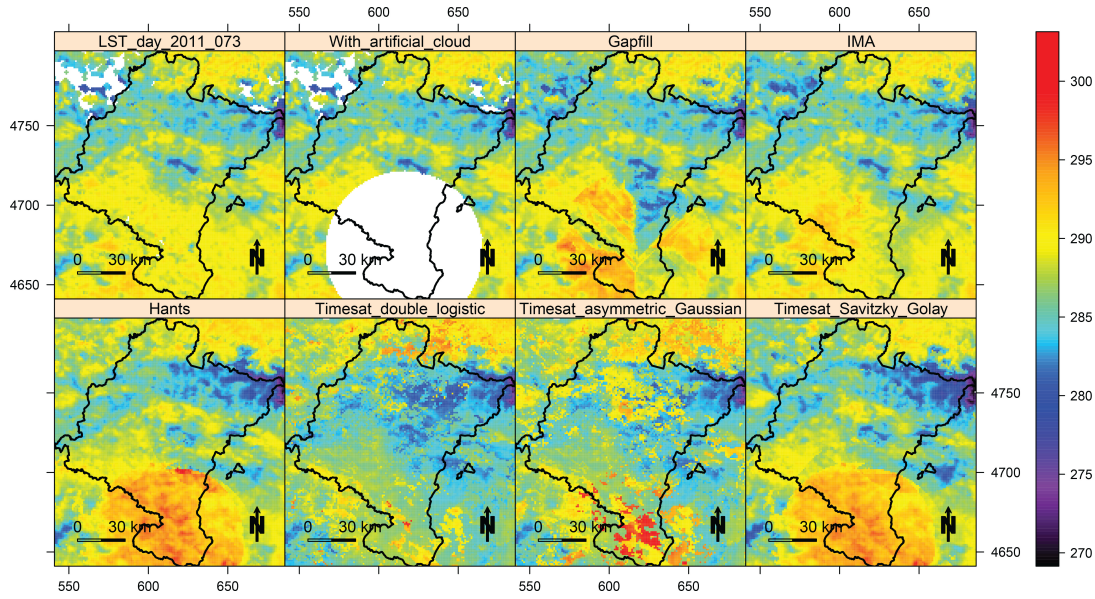 550 600 650
550 600 650
LST_day_2011_073 With_artificial_cloud Gapfill IMA
300
4750
295
4700
290
0 30 km N 0 30 km N 0 30 km N 0 30 km N
4650
Hants Timesat_double_logistic Timesat_asymmetric_Gaussian Timesat_Savitzky_Golay
285
4750
280
4700
275
0 30 km N 0 30 km N 0 30 km N 0 30 km N
4650
270
550 600 650
550 600 650